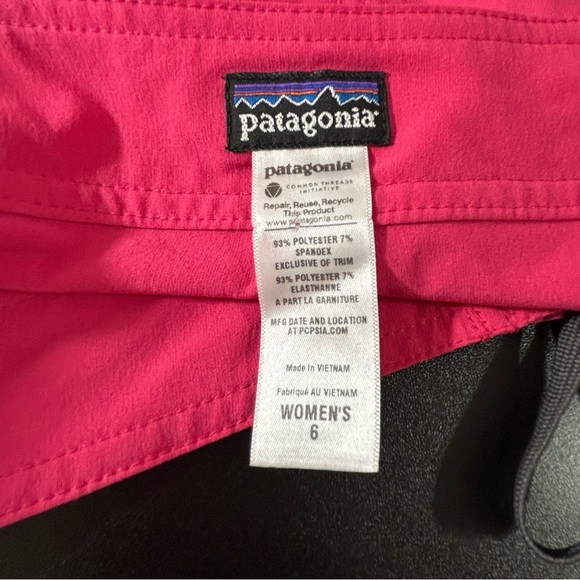 patagonia
patagonia
COMMON THREADS
INITIATIVE
Repair, Reuse, Recycle
This Product
www.patagonia.com
93% POLYESTER 7%
SPANDEX
EXCLUSIVE OF TRIM
93% POLYESTER 7%
ELASTHANNE
A PART LA GARNITURE
MFG DATE AND LOCATION
AT PCPSIA.COM
Made in VIETNAM
Fabriqué AU VIETNAM
WOMEN'S
6